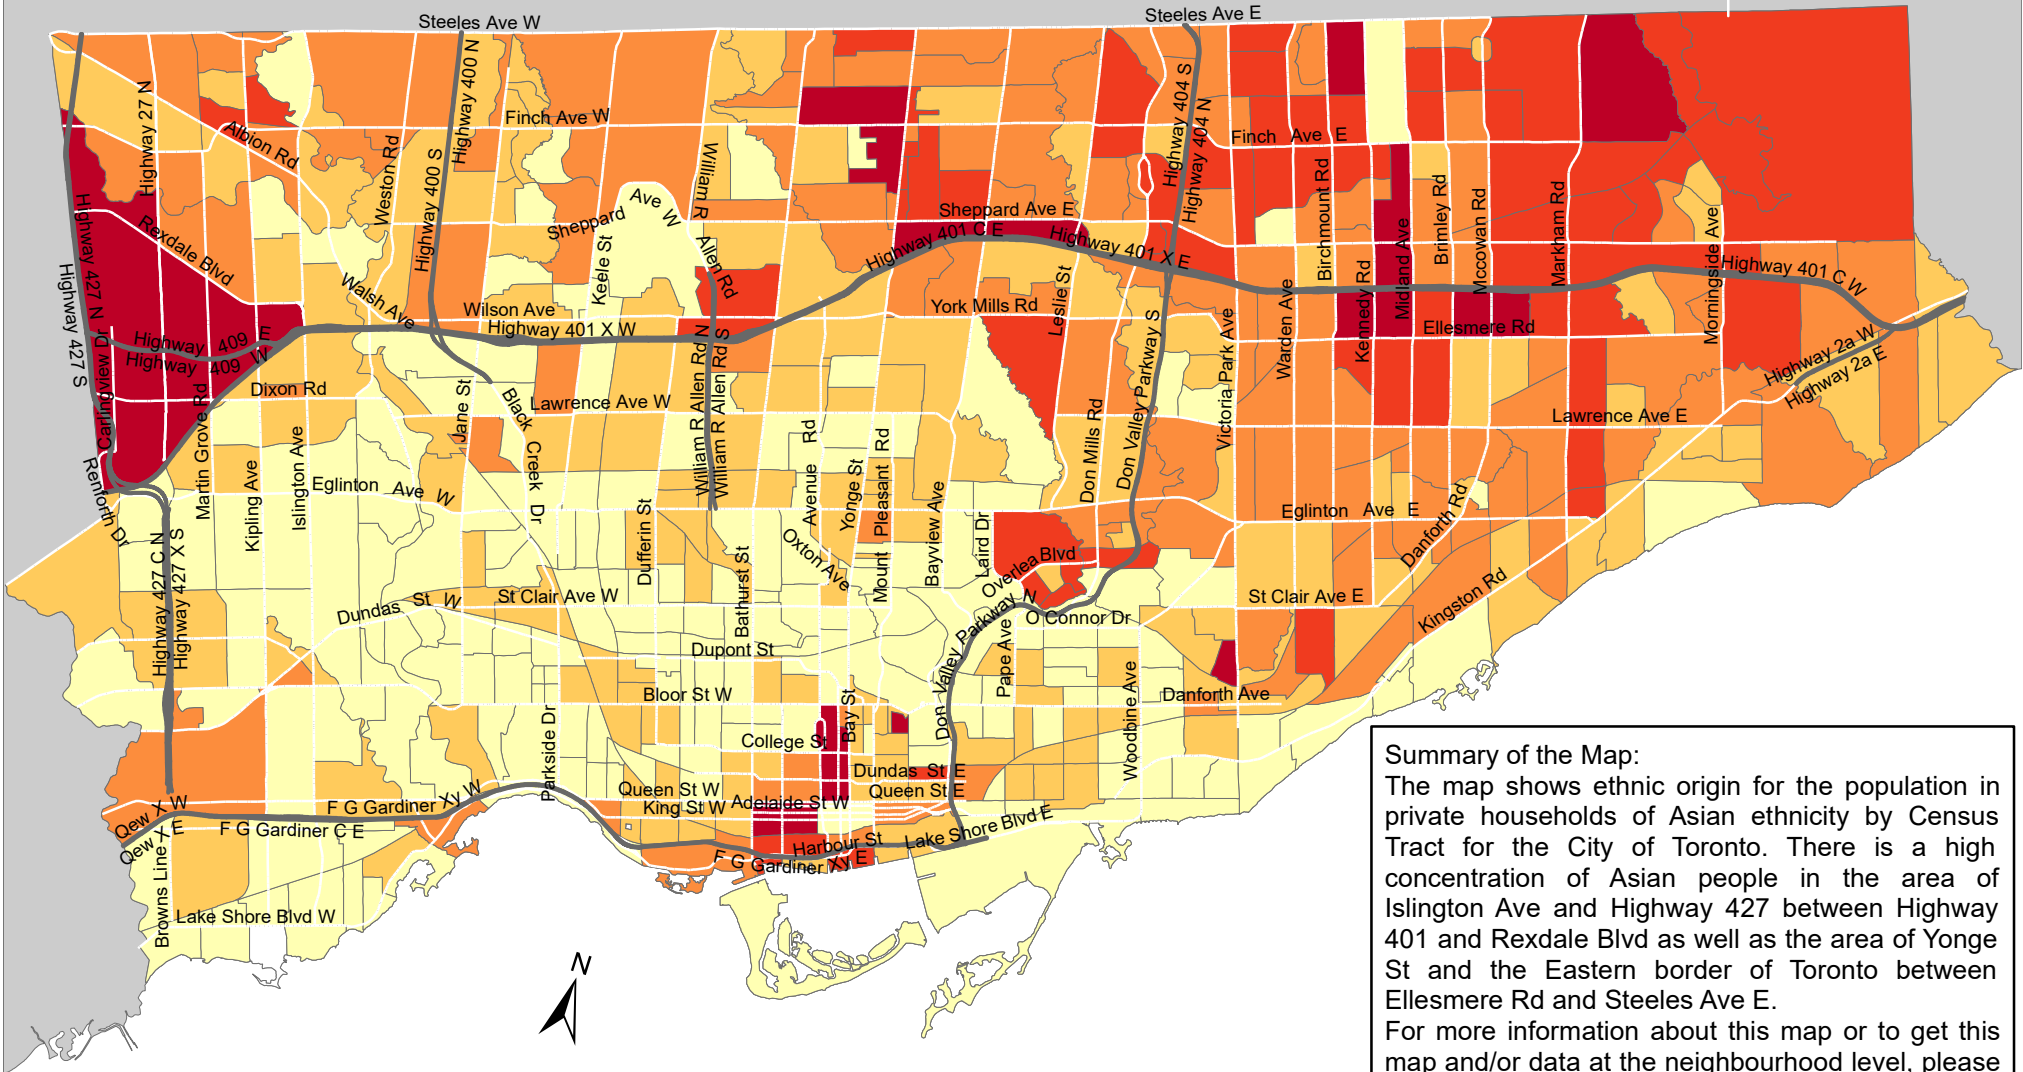 Steeles Ave W
Steeles Ave E
Highway 27 N
Highway 400 N
Finch Ave W
Highway 404 S
Highway 404 N
Finch Ave E
Albion Rd
Weston Rd
Highway 400 S
William R
Allen Rd
Sheppard Ave W
Keele St
Sheppard Ave E
Birchmount Rd
Kennedy Rd
Midland Ave
Brimley Rd
Mccowan Rd
Markham Rd
Morningside Ave
Highway 427 N
Highway 427 S
Rexdale Blvd
Walsh Ave
Wilson Ave
Highway 401 X W
Highway 401 C E
Highway 401 X E
Highway 401 C W
Leslie St
York Mills Rd
Ellesmere Rd
Warden Ave
Victoria Park Ave
Highway 2a W
Highway 2a E
Highway 409 E
Highway 409 W
Carlingview Dr
Martin Grove Rd
Dixon Rd
Jane St
Black Creek Dr
Lawrence Ave W
William R Allen Rd N
William R Allen Rd S
Don Mills Rd
Don Valley Parkway S
Lawrence Ave E
Renforth Dr
Kipling Ave
Islington Ave
Eglinton Ave W
Dufferin St
Avenue Rd
Yonge St
Mount Pleasant Rd
Bayview Ave
Laird Dr
Eglinton Ave E
Danforth Rd
Highway 427 C N
Highway 427 X S
Oxton Ave
Overlea Blvd
Dundas St W
St Clair Ave W
Bathurst St
Don Valley Parkway N
O Connor Dr
St Clair Ave E
Kingston Rd
Dupont St
Pape Ave
Woodbine Ave
Bloor St W
Danforth Ave
Parkside Dr
Bay St
College St
Dundas St E
Queen St W
Queen St E
King St W
Adelaide St W
Qew X W
Qew X E
F G Gardiner Xy W
F G Gardiner C E
Harbour St
Lake Shore Blvd E
F G Gardiner Xy E
Browns Line
Lake Shore Blvd W
N
Summary of the Map:
The map shows ethnic origin for the population in
private households of Asian ethnicity by Census
Tract for the City of Toronto. There is a high
concentration of Asian people in the area of
Islington Ave and Highway 427 between Highway
401 and Rexdale Blvd as well as the area of Yonge
St and the Eastern border of Toronto between
Ellesmere Rd and Steeles Ave E.
For more information about this map or to get this
map and/or data at the neighbourhood level, please